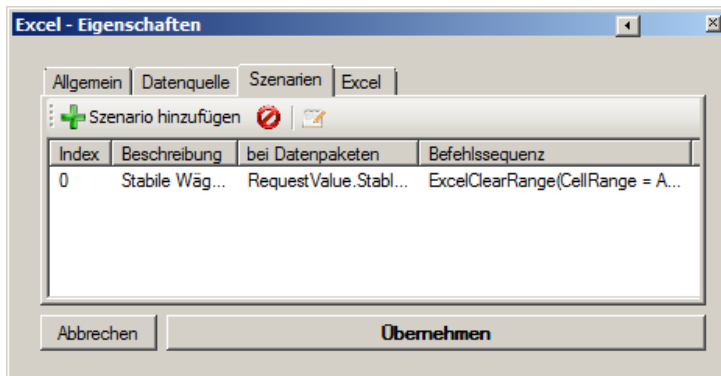 Excel - Eigenschaften
Allgemein Datenquelle Szenarien Excel
Szenario hinzufügen
Index Beschreibung bei Datenpaketen Befehlssequenz
0 Stabile Wäg... RequestValue.Stabl... ExcelClearRange(CellRange = A...
Abbrechen Übernehmen